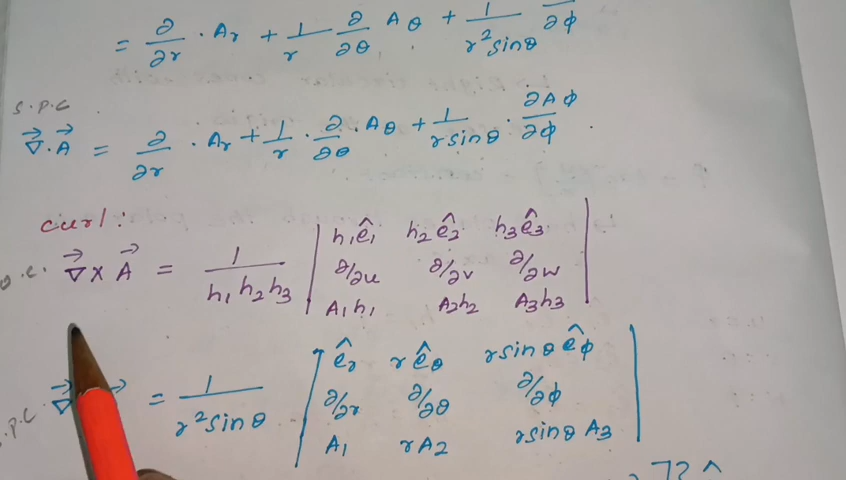 = ∂/∂r · Ar + 1/r ∂/∂θ Aθ + 1/r²sinθ ∂ϕ
S.P.C
∇⃗·A⃗ = ∂/∂r · Ar + 1/r · ∂/∂θ · Aθ + 1/rsinθ · ∂Aϕ/∂ϕ .
curl:
.C. ∇⃗ × A⃗ = 1/h₁h₂h₃ | h₁ê₁ h₂ê₂ h₃ê₃
∂/∂u ∂/∂v ∂/∂w
A₁h₁ A₂h₂ A₃h₃ |
.P.C. ∇⃗ = 1/r²sinθ | êr rêθ rsinθ êϕ
∂/∂r ∂/∂θ ∂/∂ϕ
A₁ rA₂ rsinθ A₃ |